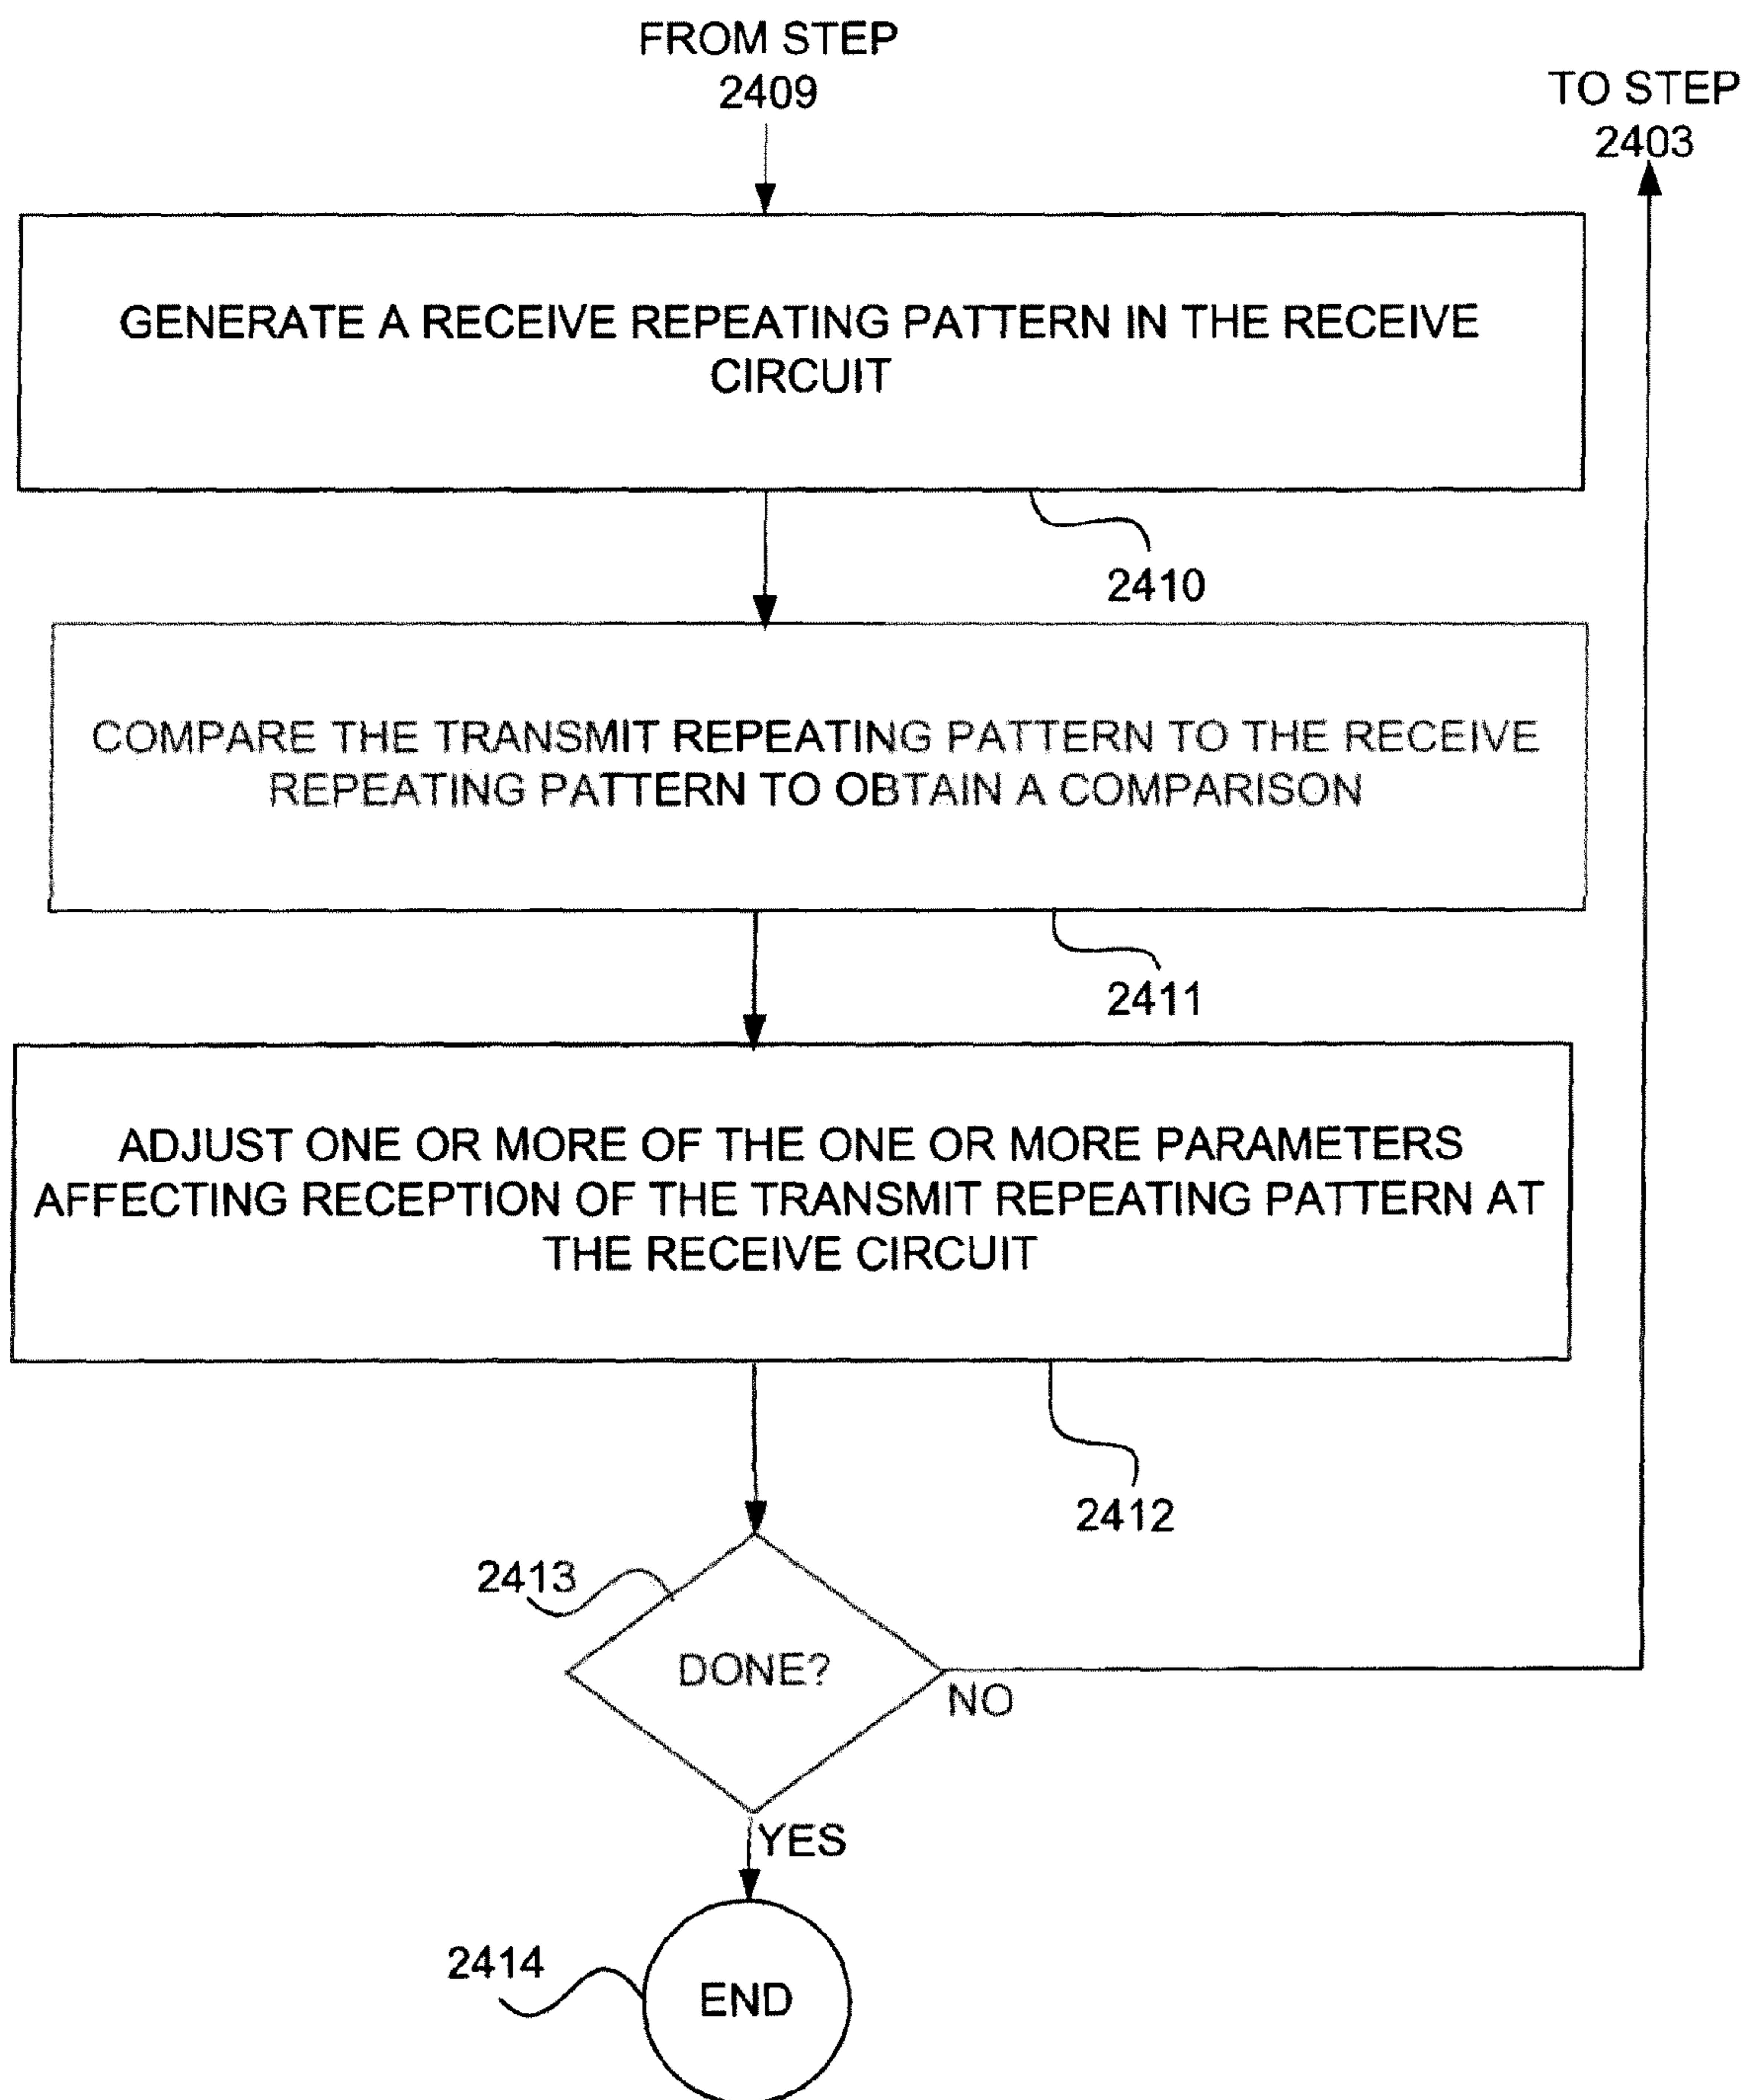 FROM STEP
2409
TO STEP
2403
GENERATE A RECEIVE REPEATING PATTERN IN THE RECEIVE
CIRCUIT
2410
COMPARE THE TRANSMIT REPEATING PATTERN TO THE RECEIVE
REPEATING PATTERN TO OBTAIN A COMPARISON
2411
ADJUST ONE OR MORE OF THE ONE OR MORE PARAMETERS
AFFECTING RECEPTION OF THE TRANSMIT REPEATING PATTERN AT
THE RECEIVE CIRCUIT
2412
2413
DONE?
NO
YES
2414
END